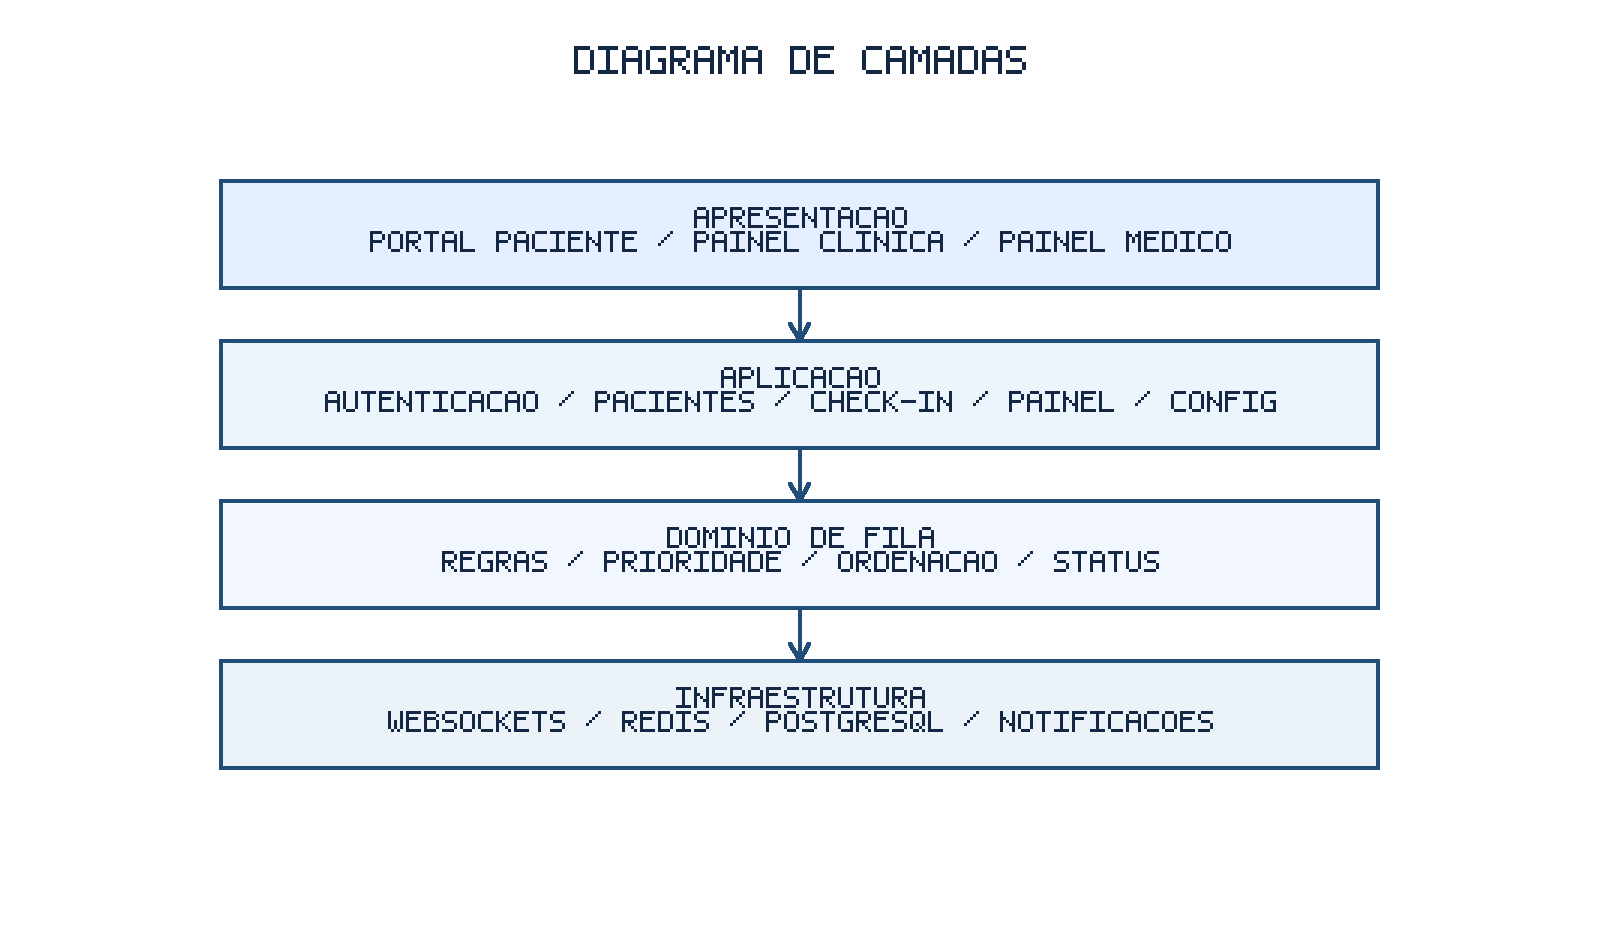 DIAGRAMA DE CAMADAS
APRESENTACAO
PORTAL PACIENTE / PAINEL CLINICA / PAINEL MEDICO
APLICACAO
AUTENTICACAO / PACIENTES / CHECK-IN / PAINEL / CONFIG
DOMINIO DE FILA
REGRAS / PRIORIDADE / ORDENACAO / STATUS
INFRAESTRUTURA
WEBSOCKETS / REDIS / POSTGRESQL / NOTIFICACOES